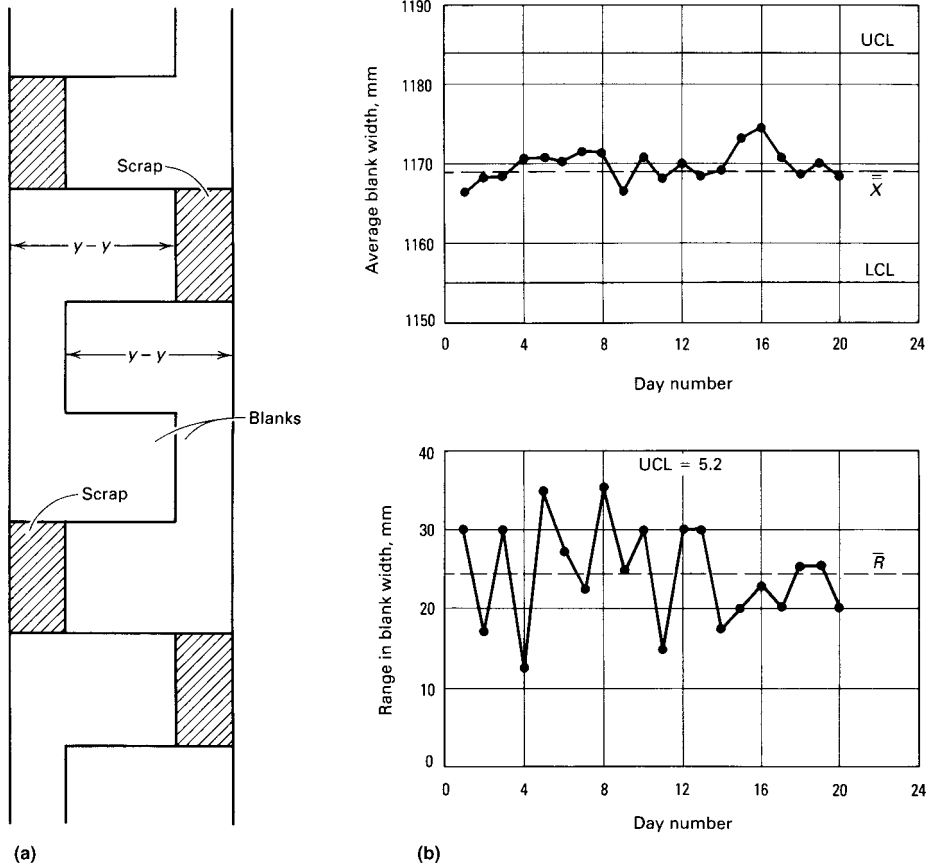 Scrap
y – y
y – y
Blanks
Scrap
(a)
1190
1180
1170
1160
1150
Average blank width, mm
UCL
X
LCL
0
4
8
12
16
20
24
Day number
40
30
20
10
0
Range in blank width, mm
UCL = 5.2
R
0
4
8
12
16
20
24
Day number
(b)